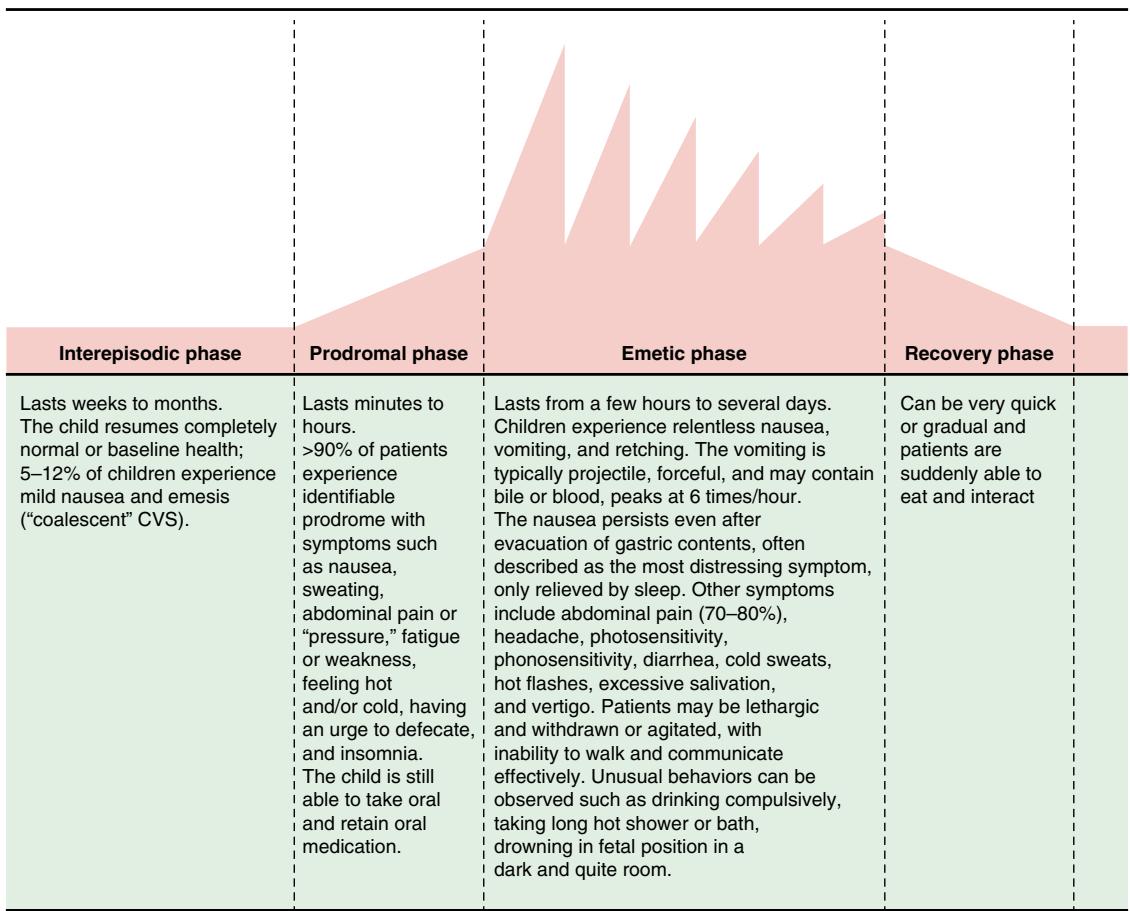 Interepisodic phase
Prodromal phase
Emetic phase
Recovery phase
Lasts weeks to months.
The child resumes completely
normal or baseline health;
5–12% of children experience
mild nausea and emesis
(“coalescent” CVS).
Lasts minutes to
hours.
>90% of patients
experience
identifiable
prodrome with
symptoms such
as nausea,
sweating,
abdominal pain or
“pressure,” fatigue
or weakness,
feeling hot
and/or cold, having
an urge to defecate,
and insomnia.
The child is still
able to take oral
and retain oral
medication.
Lasts from a few hours to several days.
Children experience relentless nausea,
vomiting, and retching. The vomiting is
typically projectile, forceful, and may contain
bile or blood, peaks at 6 times/hour.
The nausea persists even after
evacuation of gastric contents, often
described as the most distressing symptom,
only relieved by sleep. Other symptoms
include abdominal pain (70–80%),
headache, photosensitivity,
phonosensitivity, diarrhea, cold sweats,
hot flashes, excessive salivation,
and vertigo. Patients may be lethargic
and withdrawn or agitated, with
inability to walk and communicate
effectively. Unusual behaviors can be
observed such as drinking compulsively,
taking long hot shower or bath,
drowning in fetal position in a
dark and quite room.
Can be very quick
or gradual and
patients are
suddenly able to
eat and interact